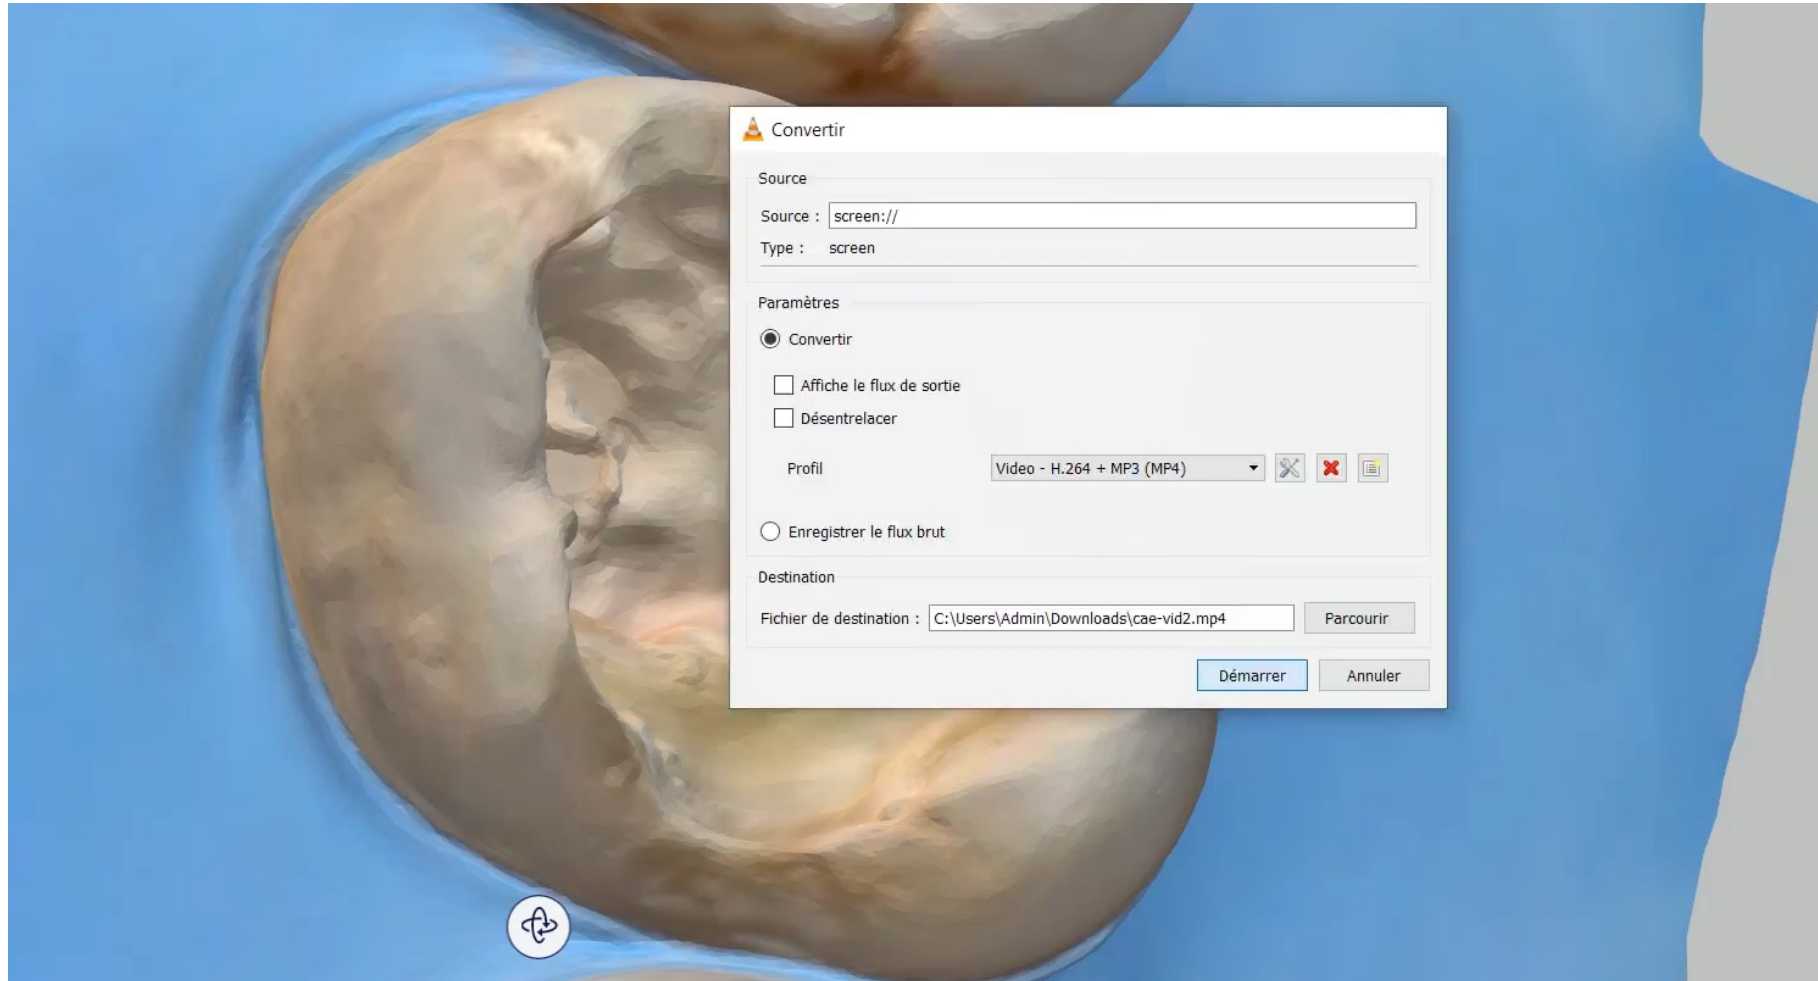 Convertir
Source
Source : screen://
Type : screen
Paramètres
Convertir
Affiche le flux de sortie
Désentrelacer
Profil Video - H.264 + MP3 (MP4)
Enregistrer le flux brut
Destination
Fichier de destination : C:\Users\Admin\Downloads\cae-vid2.mp4 Parcourir
Démarrer Annuler